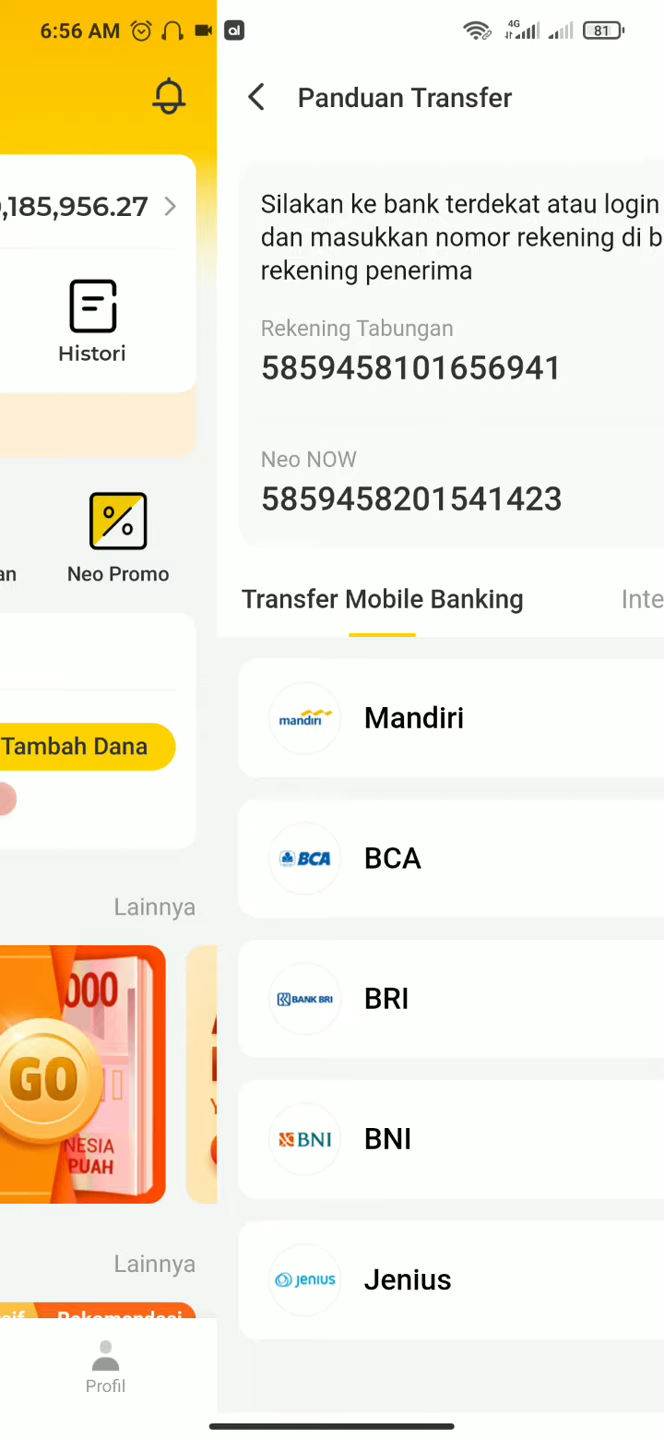 6:56 AM
4G
81
Panduan Transfer
,185,956.27
Histori
Neo Promo
an
Tambah Dana
Lainnya
000
GO
NESIA
PUAH
Lainnya
Profil
Silakan ke bank terdekat atau login
dan masukkan nomor rekening di b
rekening penerima
Rekening Tabungan
5859458101656941
Neo NOW
5859458201541423
Transfer Mobile Banking
Inte
mandiri
Mandiri
BCA
BCA
BANK BRI
BRI
BNI
BNI
Jenius
Jenius